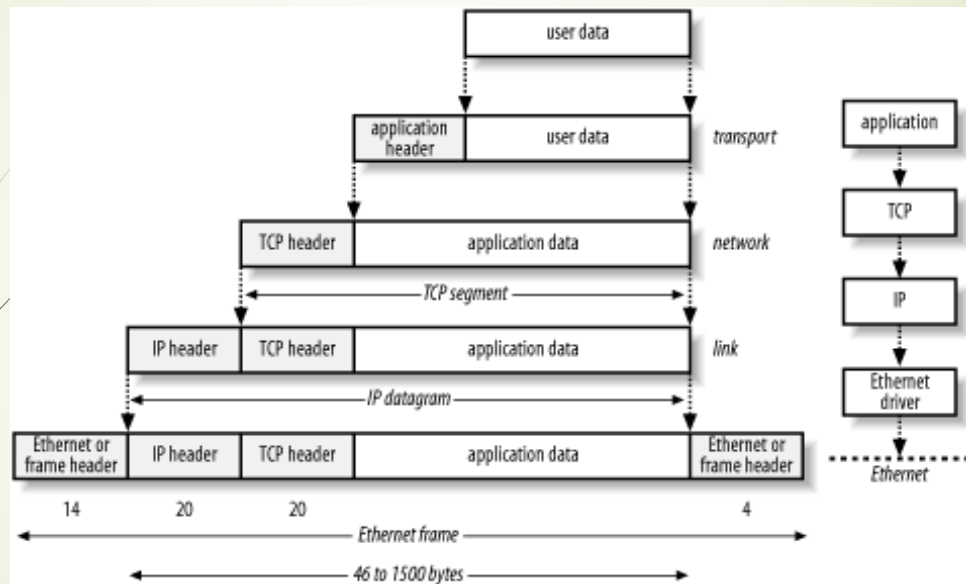 user data
application
header
user data
transport
application
TCP header
application data
network
TCP
TCP segment
IP
IP header
TCP header
application data
link
IP datagram
Ethernet
driver
Ethernet or
frame header
IP header
TCP header
application data
Ethernet or
frame header
Ethernet
14
20
20
4
Ethernet frame
46 to 1500 bytes